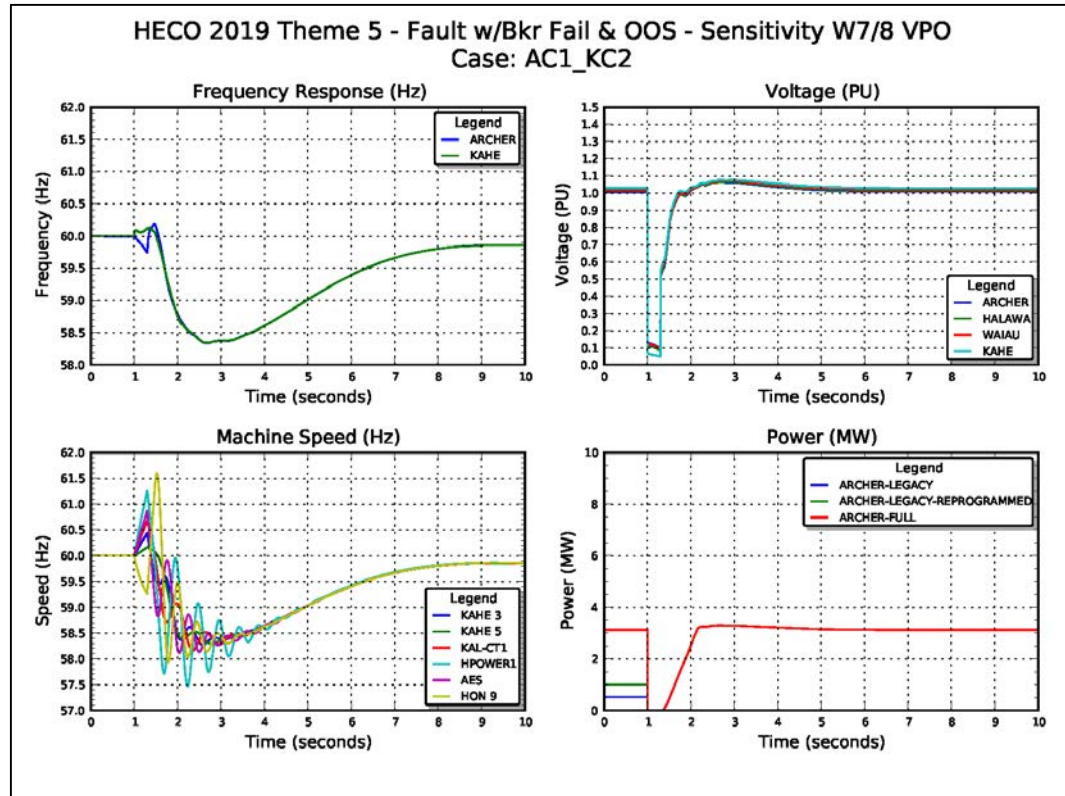 HECO 2019 Theme 5 - Fault w/Bkr Fail & OOS - Sensitivity W7/8 VPO
Case: AC1_KC2
Frequency Response (Hz)
62.0
61.5
61.0
60.5
60.0
59.5
59.0
58.5
58.0
Frequency (Hz)
Legend
ARCHER
KAHE
0 1 2 3 4 5 6 7 8 9 10
Time (seconds)
Voltage (PU)
1.5
1.4
1.3
1.2
1.1
1.0
0.9
0.8
0.7
0.6
0.5
0.4
0.3
0.2
0.1
0.0
Voltage (PU)
Legend
ARCHER
HALAWA
WAIAU
KAHE
0 1 2 3 4 5 6 7 8 9 10
Time (seconds)
Machine Speed (Hz)
62.0
61.5
61.0
60.5
60.0
59.5
59.0
58.5
58.0
57.5
57.0
Speed (Hz)
Legend
KAHE 3
KAHE 5
KAL-CT1
HPOWER1
AES
HON 9
0 1 2 3 4 5 6 7 8 9 10
Time (seconds)
Power (MW)
10
8
6
4
2
0
Power (MW)
Legend
ARCHER-LEGACY
ARCHER-LEGACY-REPROGRAMMED
ARCHER-FULL
0 1 2 3 4 5 6 7 8 9 10
Time (seconds)